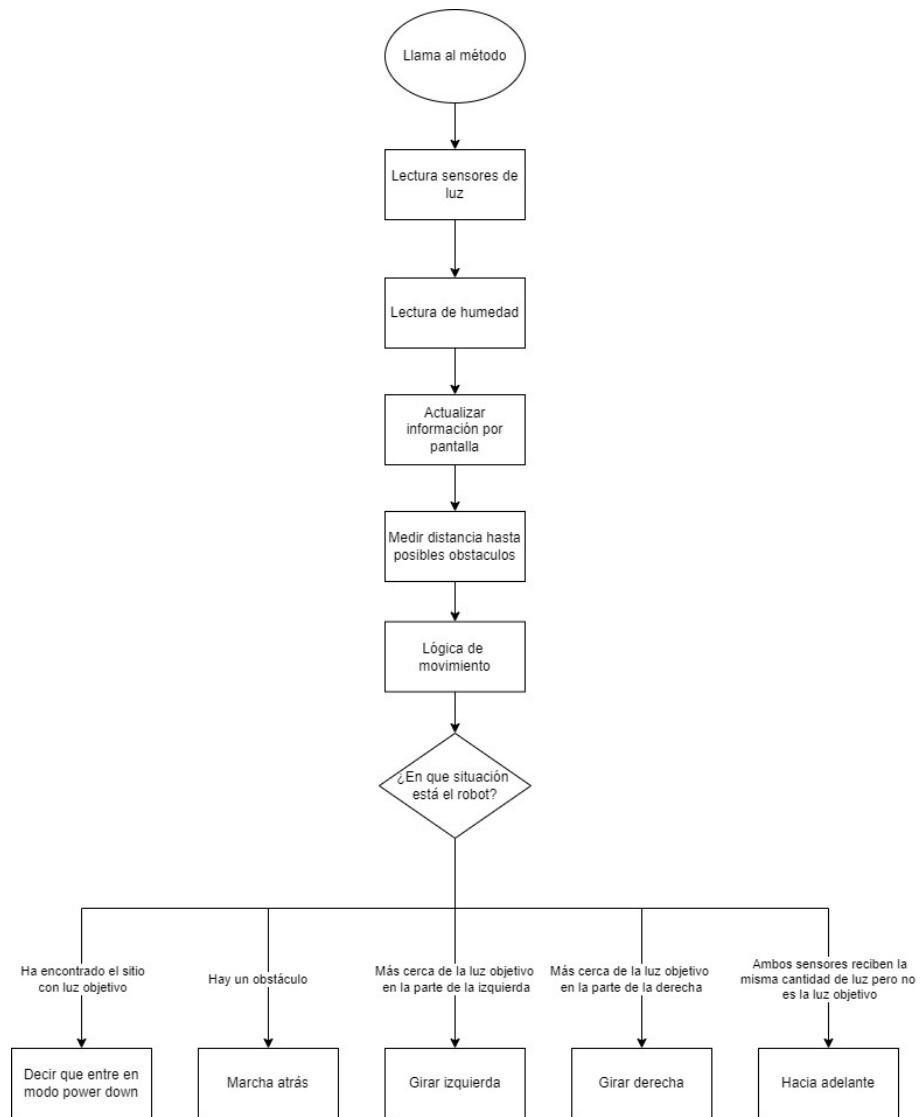 Llama al método
Lectura sensores de
luz
Lectura de humedad
Actualizar
información por
pantalla
Medir distancia hasta
posibles obstaculos
Lógica de
movimiento
¿En que situación
está el robot?
Ha encontrado el sitio
con luz objetivo
Hay un obstáculo
Más cerca de la luz objetivo
en la parte de la izquierda
Más cerca de la luz objetivo
en la parte de la derecha
Ambos sensores reciben la
misma cantidad de luz pero no
es la luz objetivo
Decir que entre en
modo power down
Marcha atrás
Girar izquierda
Girar derecha
Hacia adelante